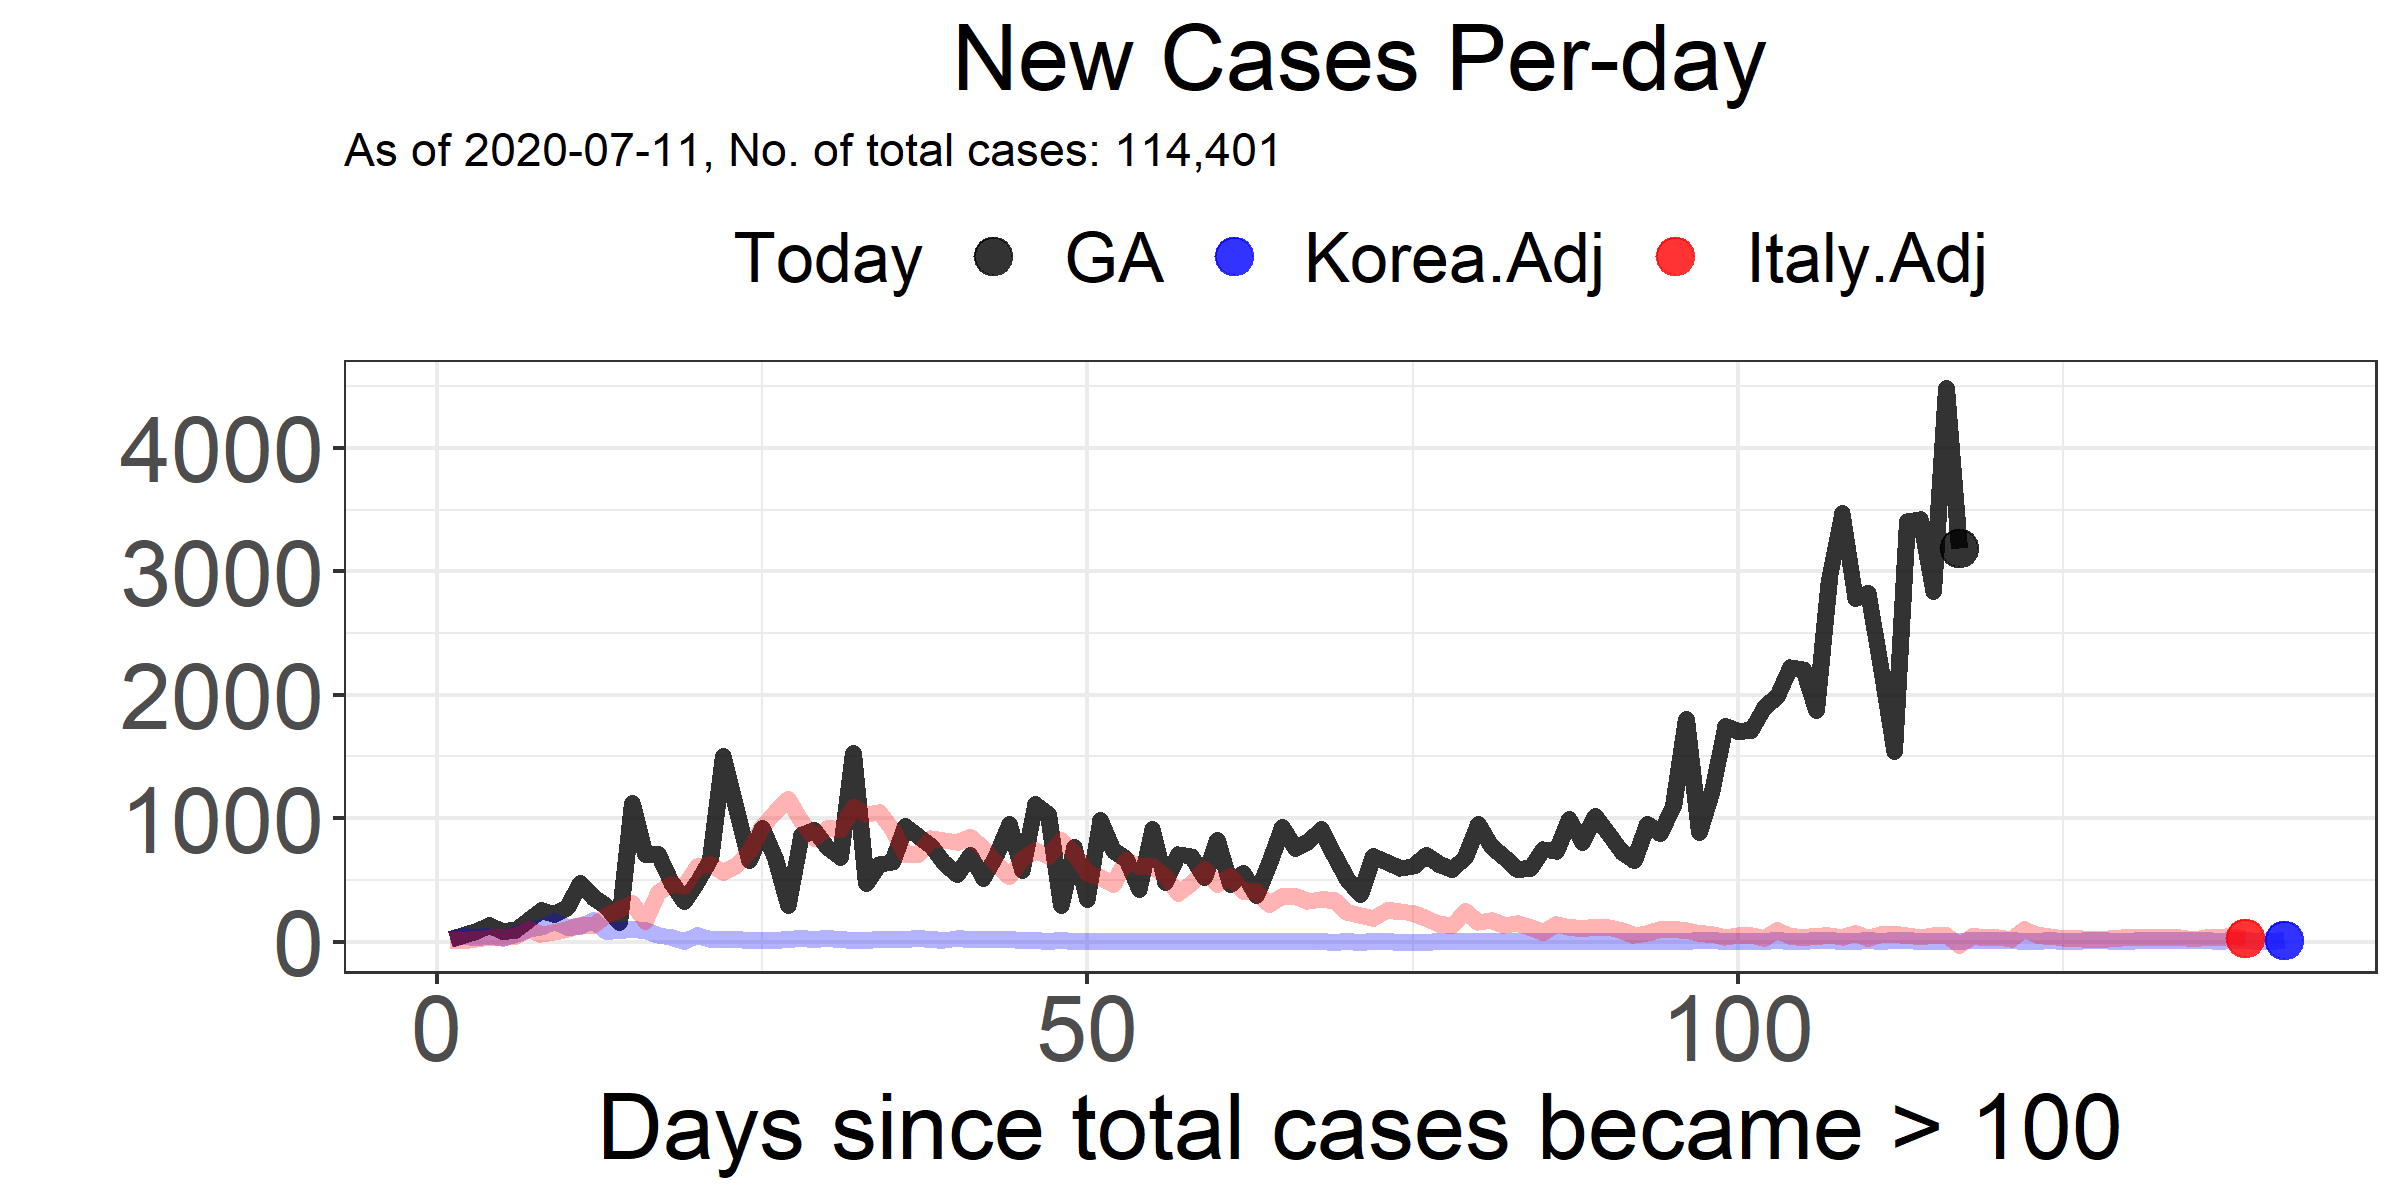 New Cases Per-day
As of 2020-07-11, No. of total cases: 114,401
Today GA Korea.Adj Italy.Adj
4000
3000
2000
1000
0
0 50 100
Days since total cases became > 100